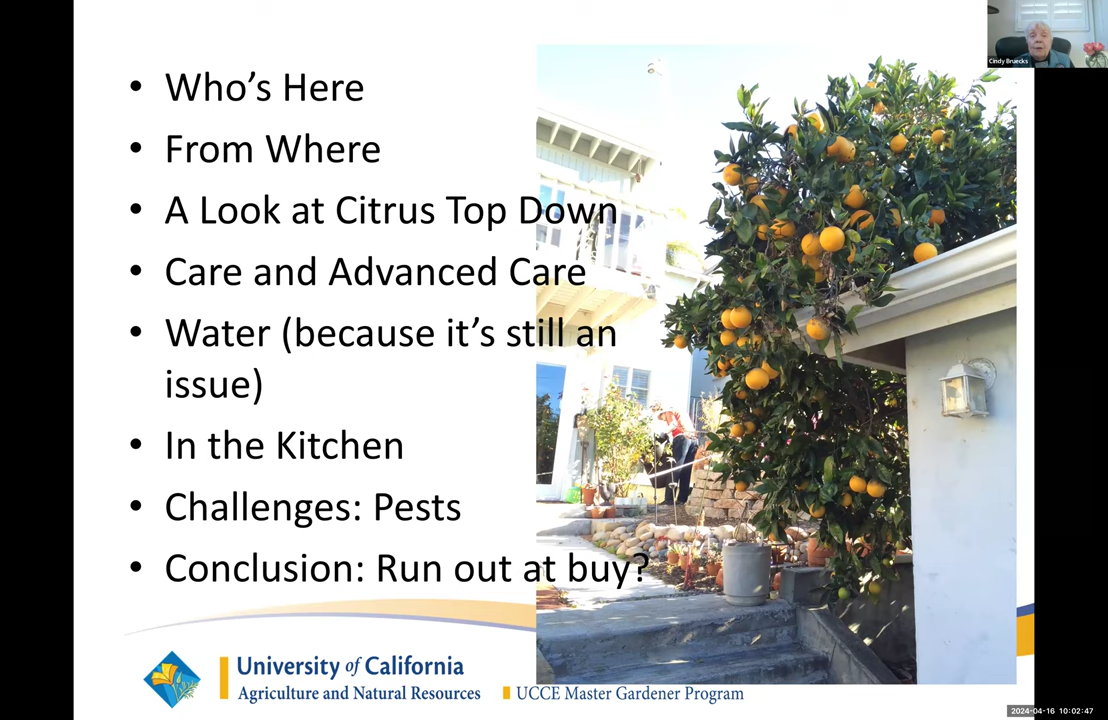 • Who’s Here
• From Where
• A Look at Citrus Top Down
• Care and Advanced Care
• Water (because it’s still an
issue)
• In the Kitchen
• Challenges: Pests
• Conclusion: Run out at buy?
University of California
Agriculture and Natural Resources
UCCE Master Gardener Program
Cindy Bruecks
2024-04-16 10:02:47